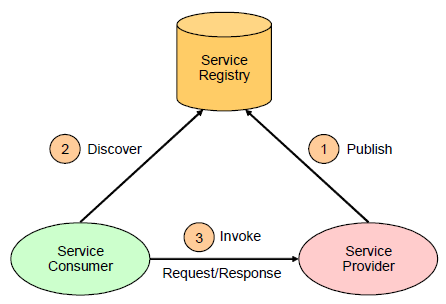 Service
Registry
2 Discover
1 Publish
3 Invoke
Request/Response
Service
Consumer
Service
Provider